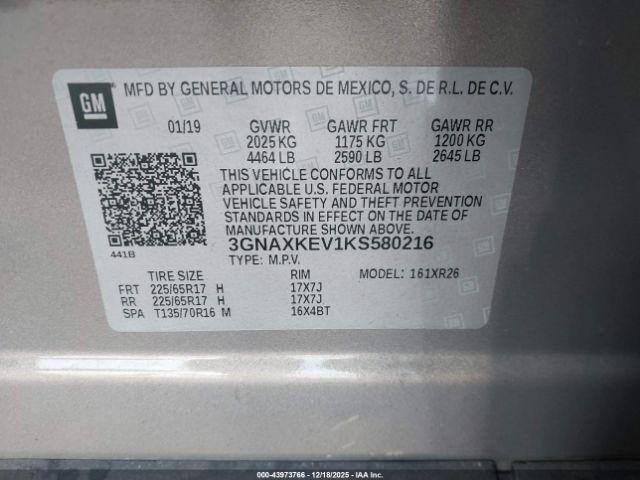 GM
MFD BY GENERAL MOTORS DE MEXICO, S. DE R.L. DE C.V.
01/19 GVWR GAWR FRT GAWR RR
2025 KG 1175 KG 1200 KG
4464 LB 2590 LB 2645 LB
THIS VEHICLE CONFORMS TO ALL
APPLICABLE U.S. FEDERAL MOTOR
VEHICLE SAFETY AND THEFT PREVENTION
STANDARDS IN EFFECT ON THE DATE OF
MANUFACTURE SHOWN ABOVE.
3GNAXKEV1KS580216
441B
TYPE: M.P.V.
TIRE SIZE RIM MODEL: 161XR26
FRT 225/65R17 H 17X7J
RR 225/65R17 H 17X7J
SPA T135/70R16 M 16X4BT
© Owner: 43973766 - 12/18/2025 - IAA Inc.